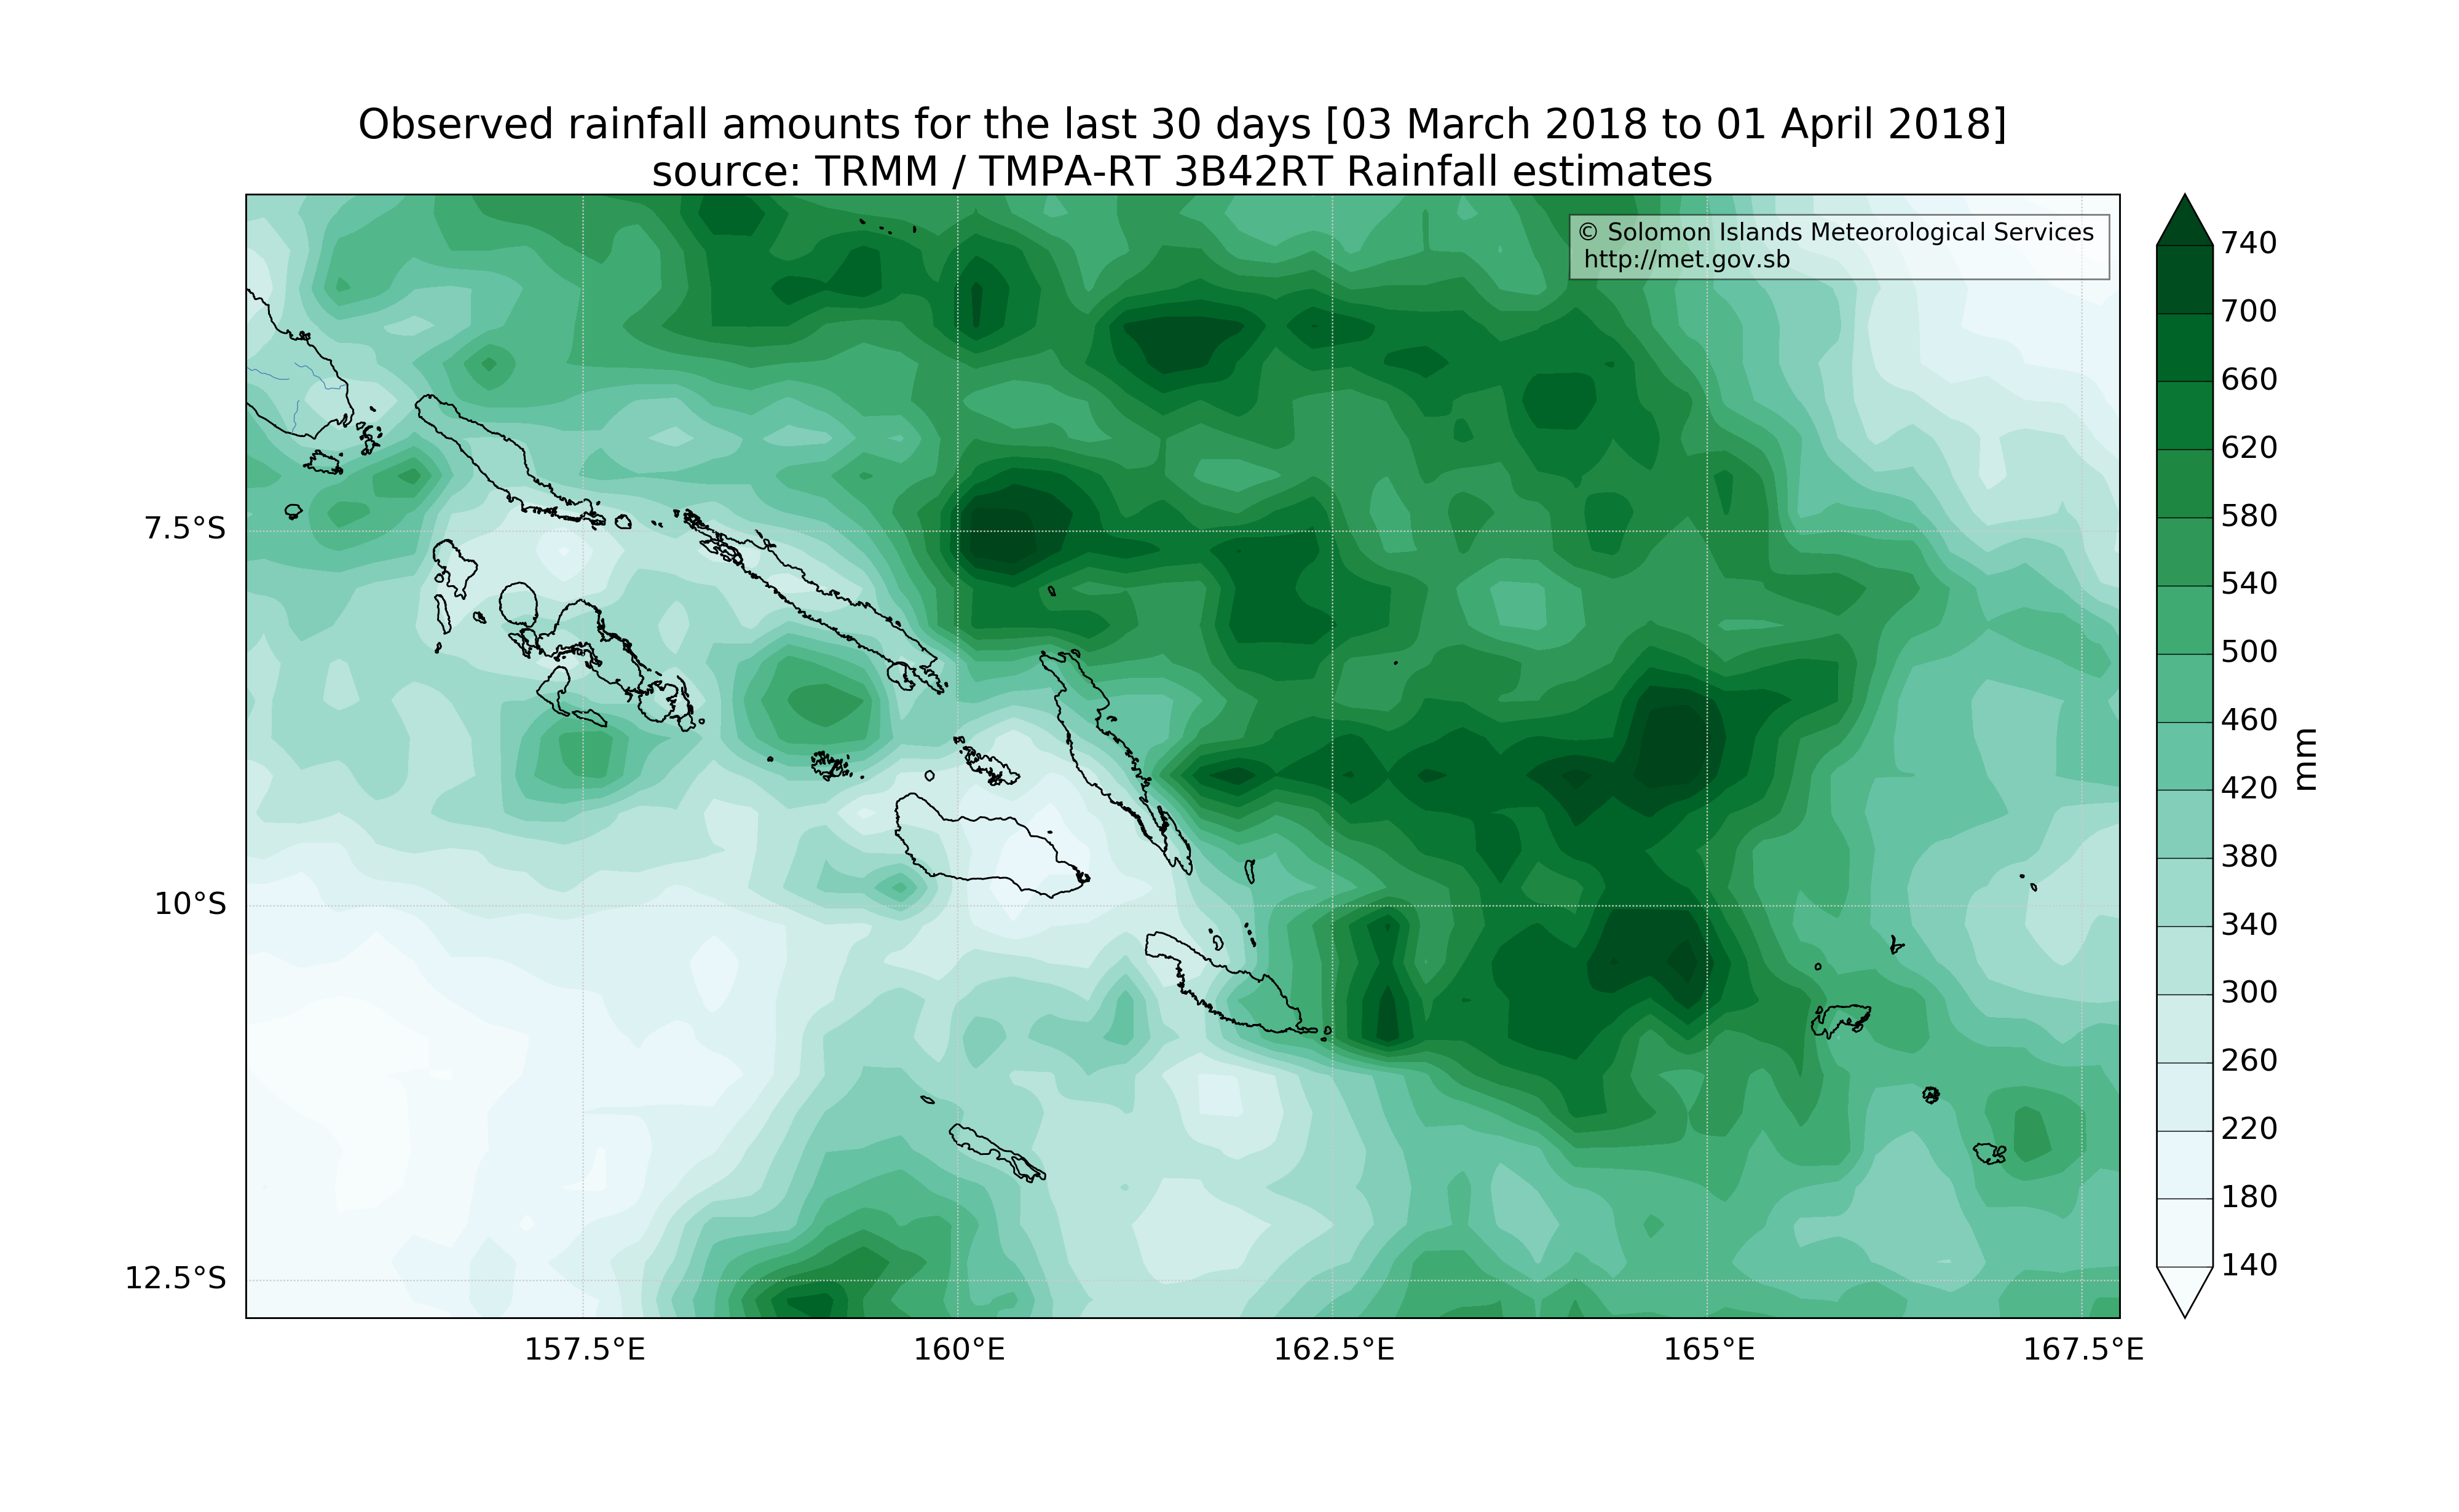 Observed rainfall amounts for the last 30 days [03 March 2018 to 01 April 2018]
source: TRMM / TMPA-RT 3B42RT Rainfall estimates
© Solomon Islands Meteorological Services
http://met.gov.sb
7.5°S
10°S
12.5°S
157.5°E
160°E
162.5°E
165°E
167.5°E
740
700
660
620
580
540
500
460
420
380
340
300
260
220
180
140
mm